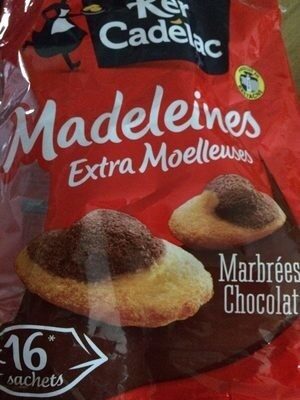 Ker
Cadélac
Madeleines
Extra Moelleuses
Marbrées
Chocolat
16*
sachets